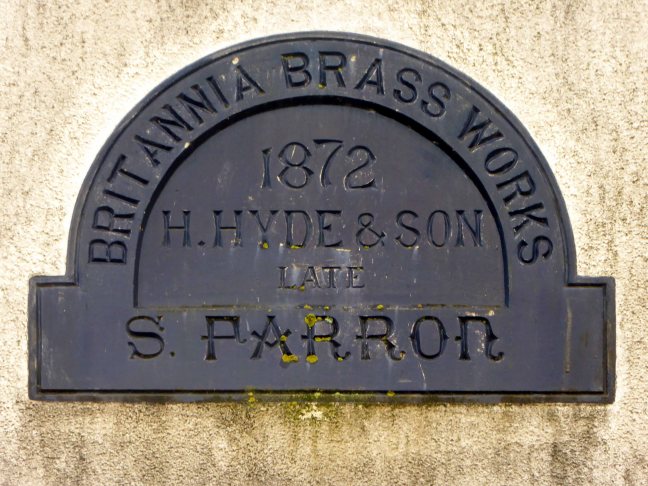 BRITANNIA BRASS WORKS
1872
H. HYDE & SON
LATE
S. FARRON